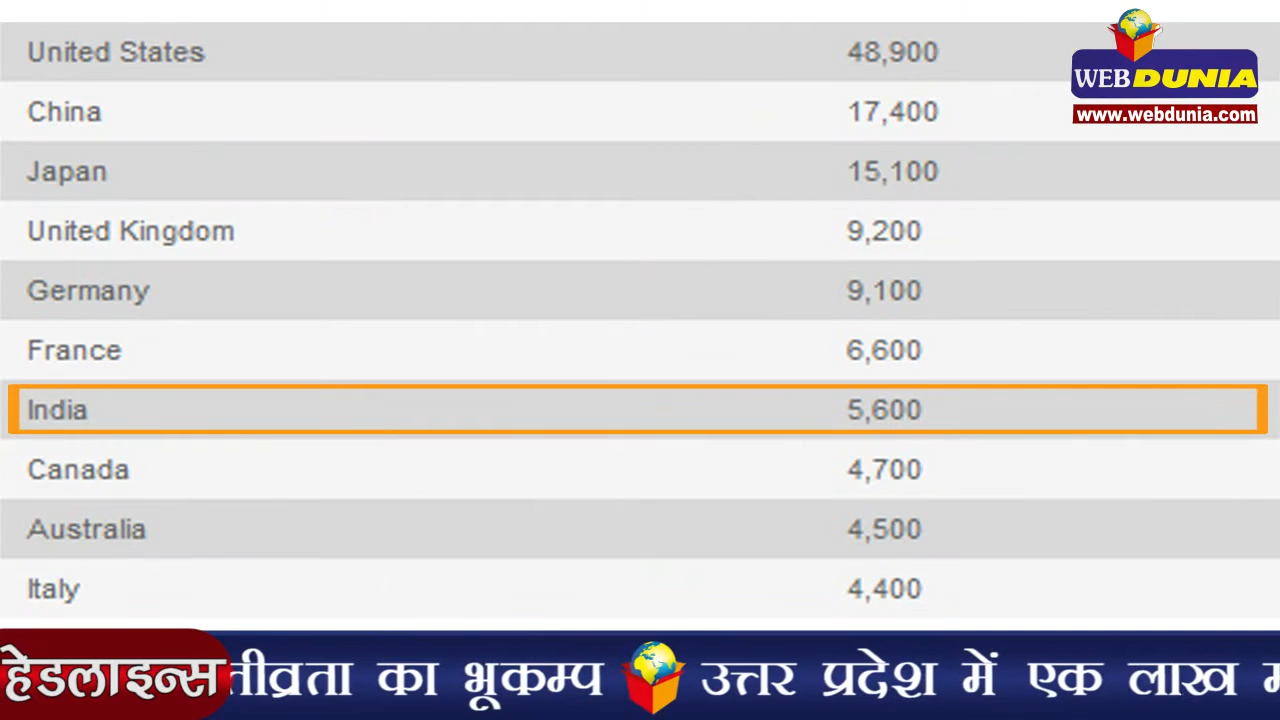 United States 48,900
China 17,400
Japan 15,100
United Kingdom 9,200
Germany 9,100
France 6,600
India 5,600
Canada 4,700
Australia 4,500
Italy 4,400
WEBDUNIA
www.webdunia.com
हेडलाइन्स तीव्रता का भूकम्प उत्तर प्रदेश में एक लाख